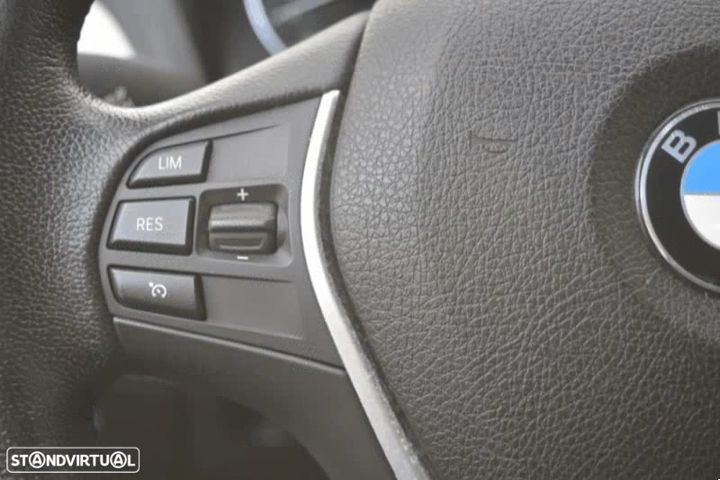 LIM
RES
+
−
B
STANDVIRTUAL